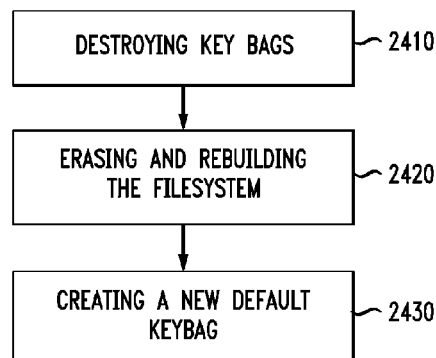 DESTROYING KEY BAGS
2410
ERASING AND REBUILDING
THE FILESYSTEM
2420
CREATING A NEW DEFAULT
KEYBAG
2430